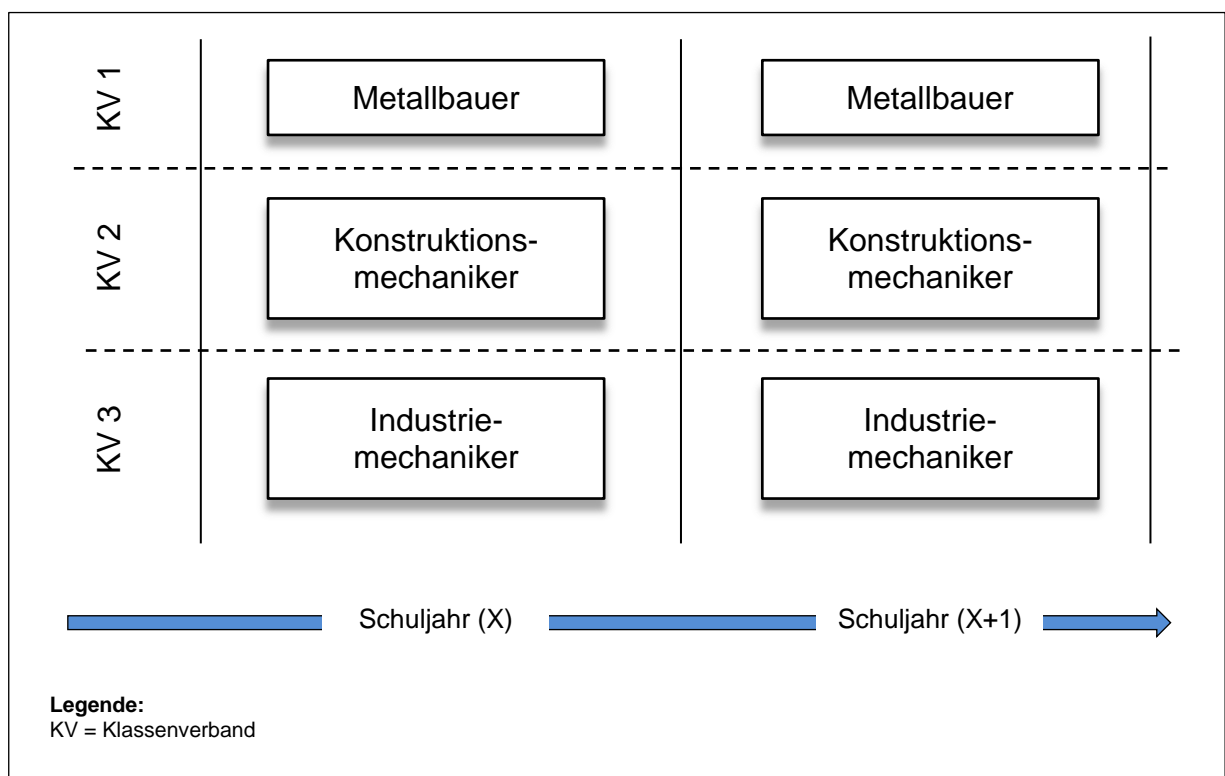 KV 1
Metallbauer
Metallbauer
KV 2
Konstruktions-
mechaniker
Konstruktions-
mechaniker
KV 3
Industrie-
mechaniker
Industrie-
mechaniker
Schuljahr (X)
Schuljahr (X+1)
Legende:
KV = Klassenverband